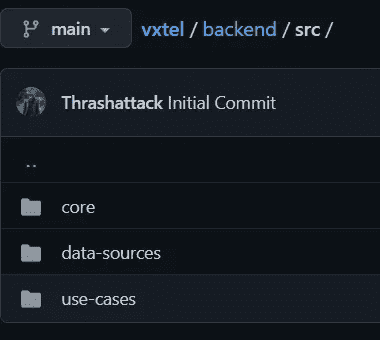 main vxtel / backend / src /
Thrashattack Initial Commit
..
core
data-sources
use-cases